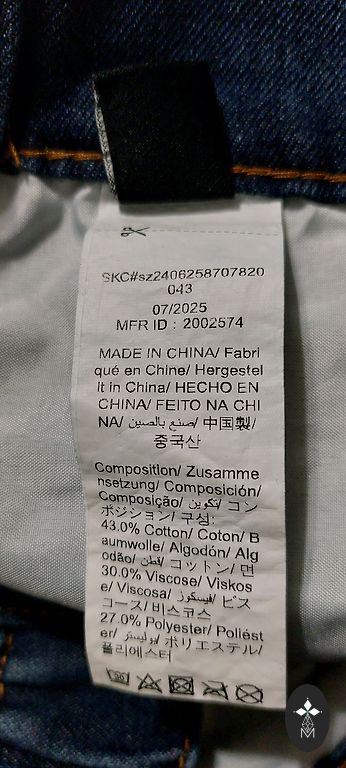 SKC#sz2406258707820
043
07/2025
MFR ID : 2002574
MADE IN CHINA/ Fabri
qué en Chine/ Hergestel
lt in China/ HECHO EN
CHINA/ FEITO NA CHI
NA/ صنع بالصين/ 中国製/
중국산
Composition/ Zusamme
nsetzung/ Composición/
Composição/ تكوين/ コン
ポジション/ 구성:
43.0% Cotton/ Coton/ B
aumwolle/ Algodón/ Alg
odão/ قطن/ コットン/ 면
30.0% Viscose/ Viskos
e/ Viscosa/ فيسكوز/ ビス
コース/ 비스코스
27.0% Polyester/ Poliést
er/ بوليستر/ ポリエステル/
폴리에스터